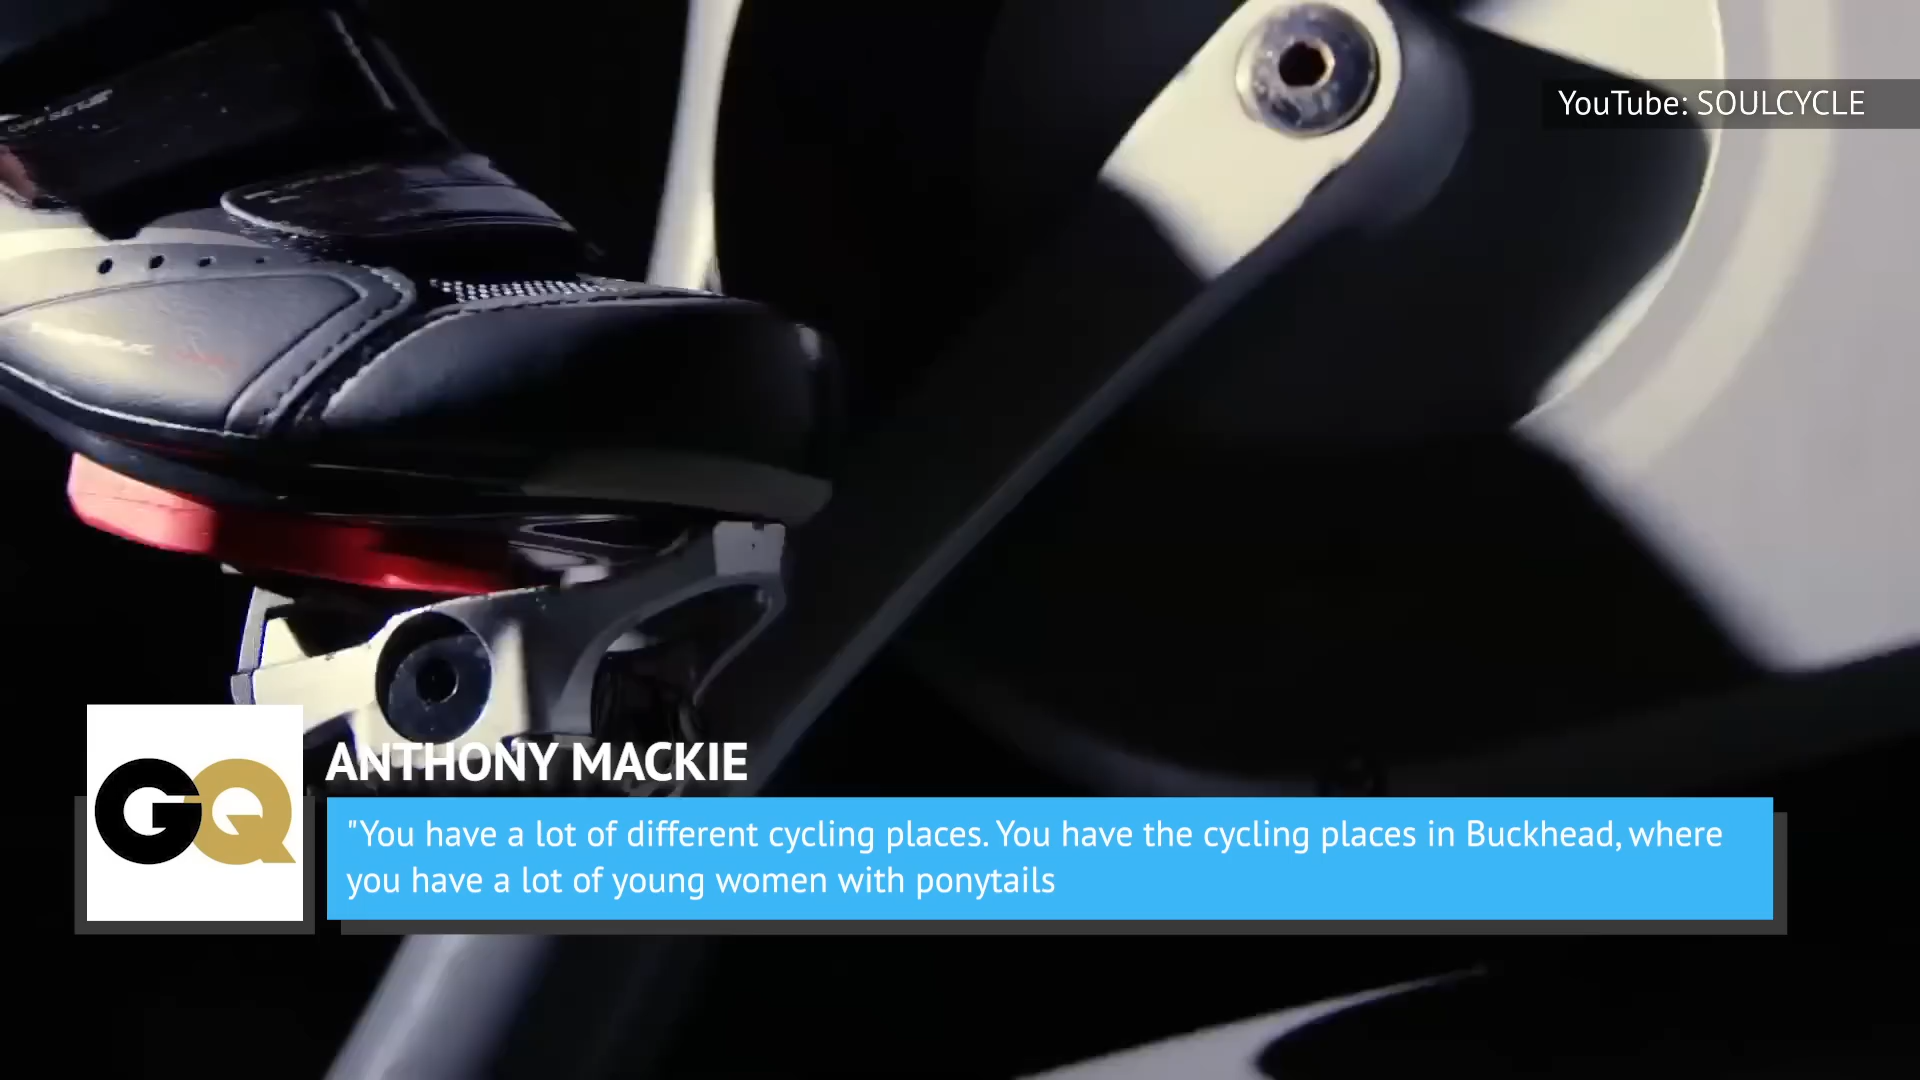 YouTube: SOULCYCLE
GQ
ANTHONY MACKIE
"You have a lot of different cycling places. You have the cycling places in Buckhead, where
you have a lot of young women with ponytails